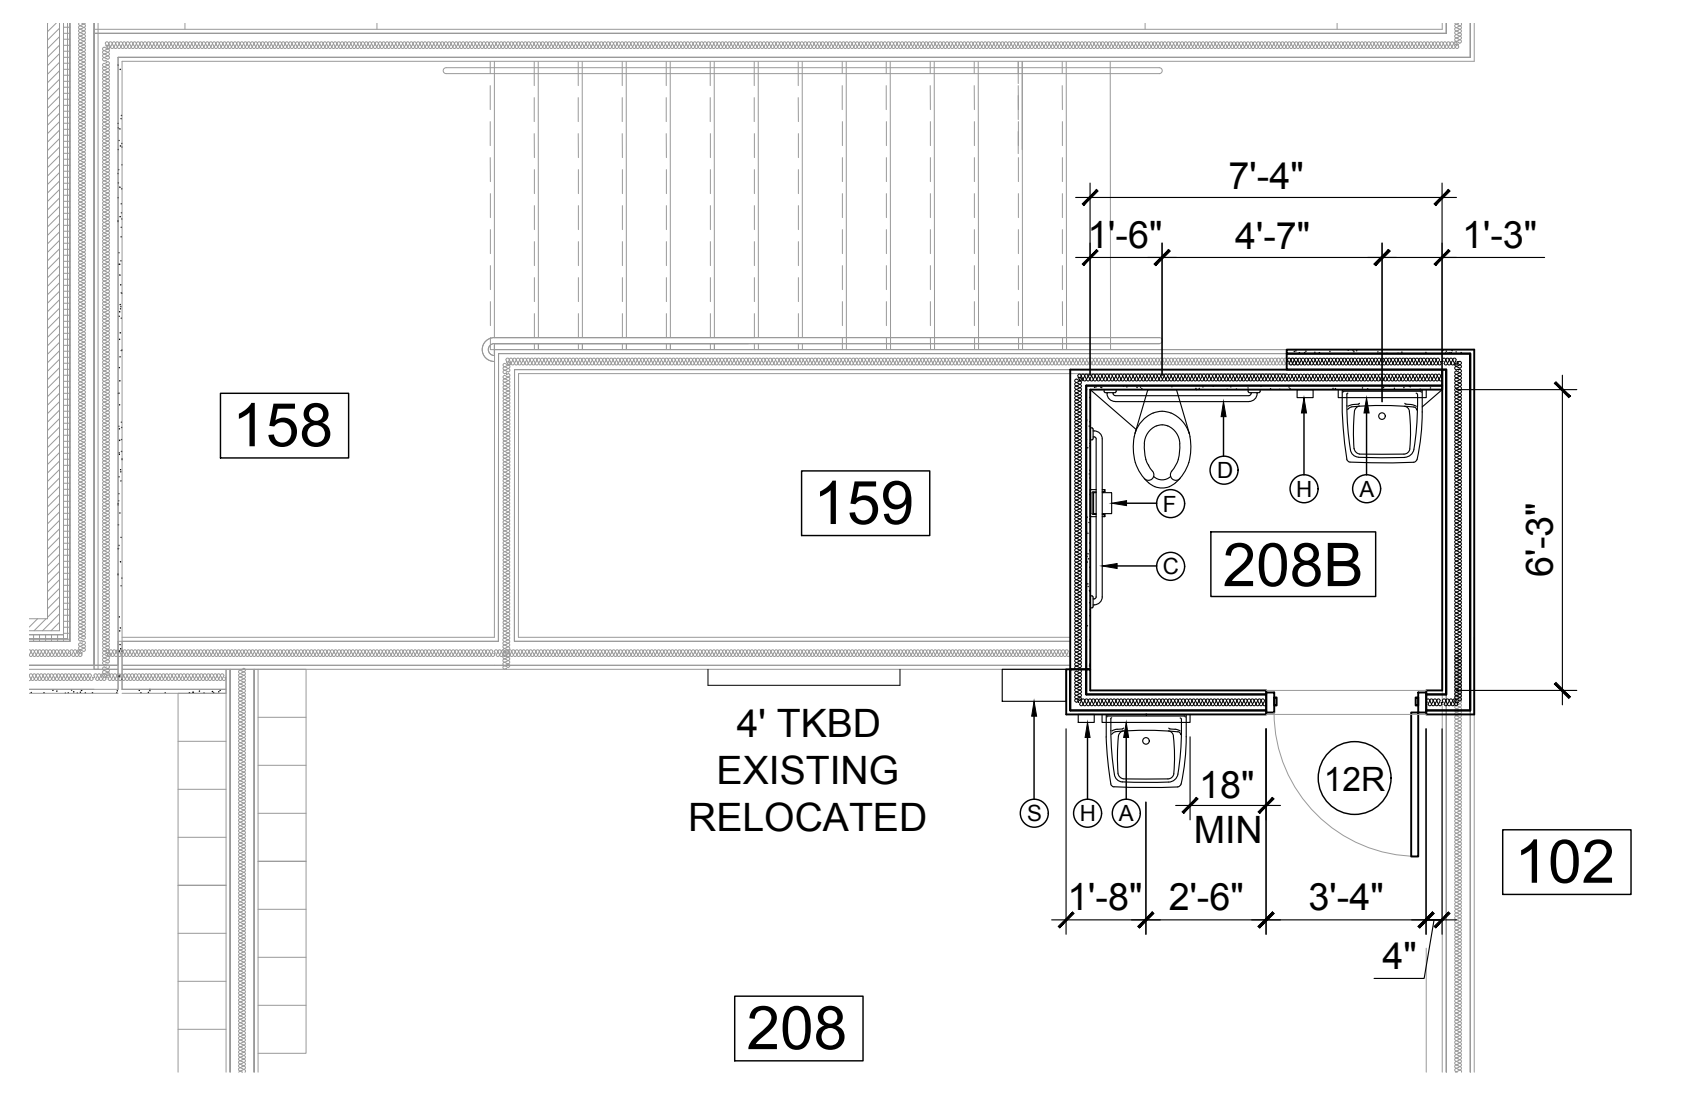 7'-4"
1'-6" 4'-7" 1'-3"
158
159
D
H
A
F
C
208B
6'-3"
4' TKBD
EXISTING
RELOCATED
S
H
A
18"
MIN
12R
102
1'-8" 2'-6" 3'-4"
4"
208